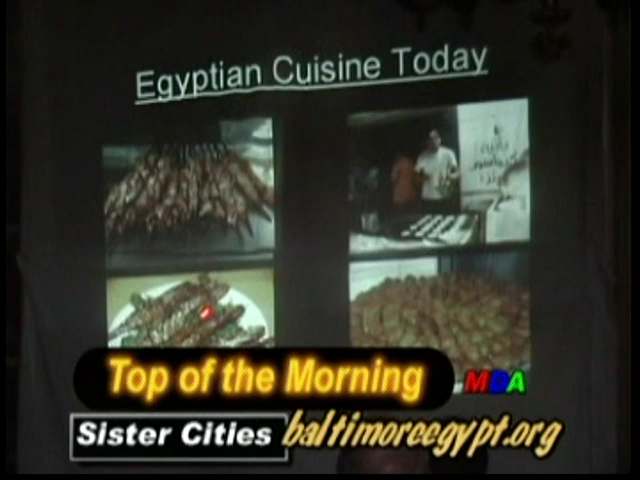 Egyptian Cuisine Today
Top of the Morning
MDA
Sister Cities
baltimoreegypt.org